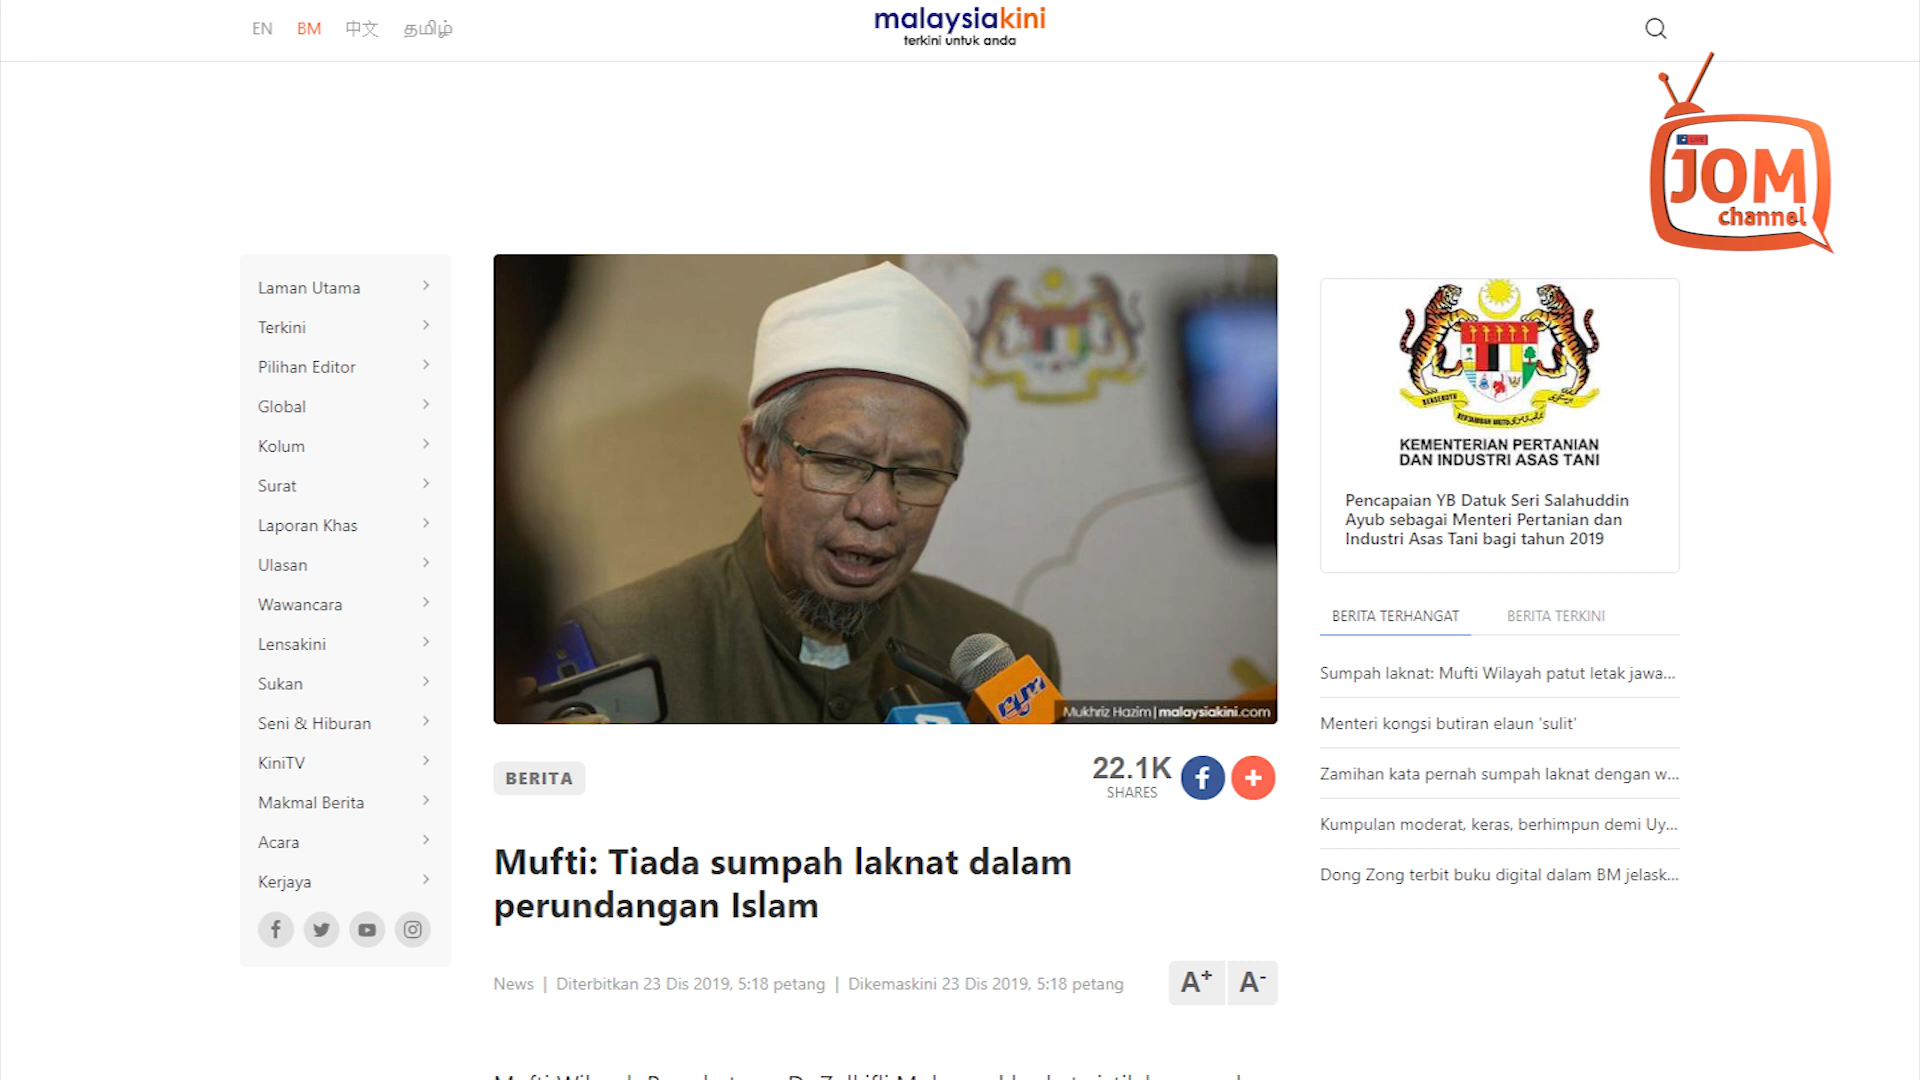 EN BM 中文 தமிழ்
malaysiakini
terkini untuk anda
JOM
channel
Laman Utama
Terkini
Pilihan Editor
Global
Kolum
Surat
Laporan Khas
Ulasan
Wawancara
Lensakini
Sukan
Seni & Hiburan
KiniTV
Makmal Berita
Acara
Kerjaya
Mukhriz Hazim | malaysiakini.com
BERITA
22.1K
SHARES
Mufti: Tiada sumpah laknat dalam
perundangan Islam
News | Diterbitkan 23 Dis 2019, 5:18 petang | Dikemaskini 23 Dis 2019, 5:18 petang
A+ A-
KEMENTERIAN PERTANIAN
DAN INDUSTRI ASAS TANI
Pencapaian YB Datuk Seri Salahuddin
Ayub sebagai Menteri Pertanian dan
Industri Asas Tani bagi tahun 2019
BERITA TERHANGAT BERITA TERKINI
Sumpah laknat: Mufti Wilayah patut letak jawa...
Menteri kongsi butiran elaun 'sulit'
Zamihan kata pernah sumpah laknat dengan w...
Kumpulan moderat, keras, berhimpun demi Uy...
Dong Zong terbit buku digital dalam BM jelask...